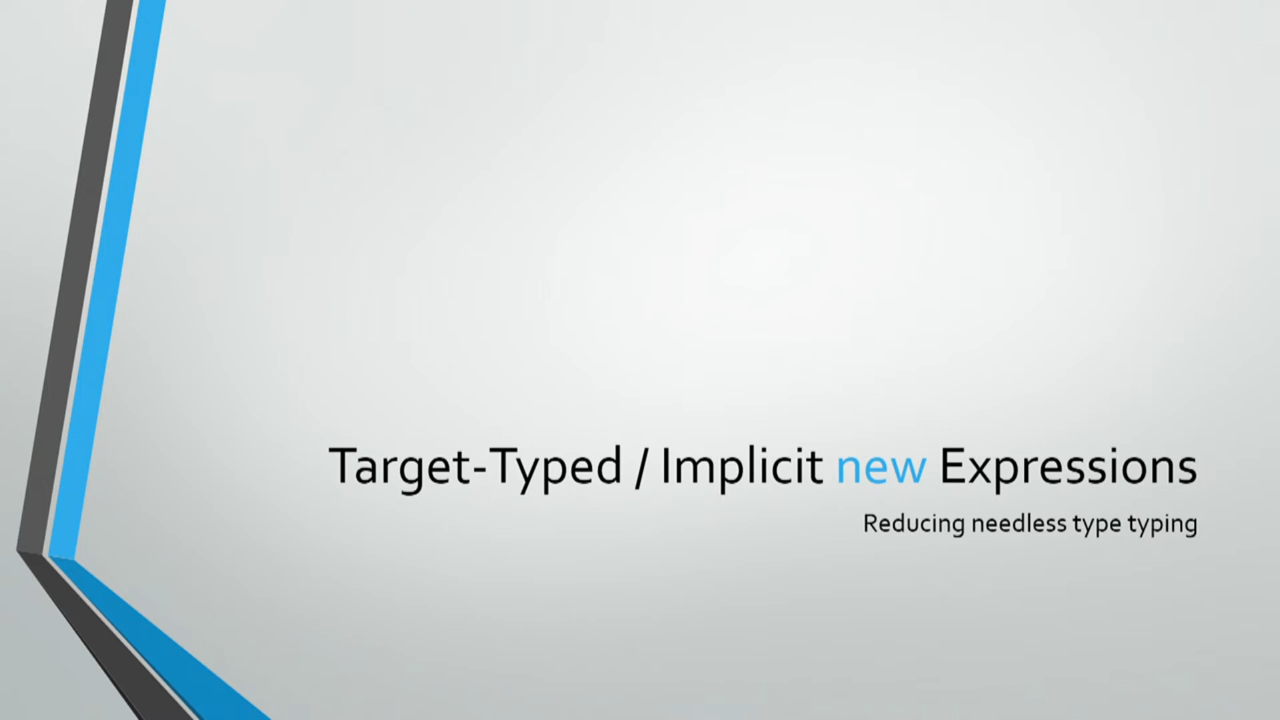 Target-Typed / Implicit new Expressions
Reducing needless type typing